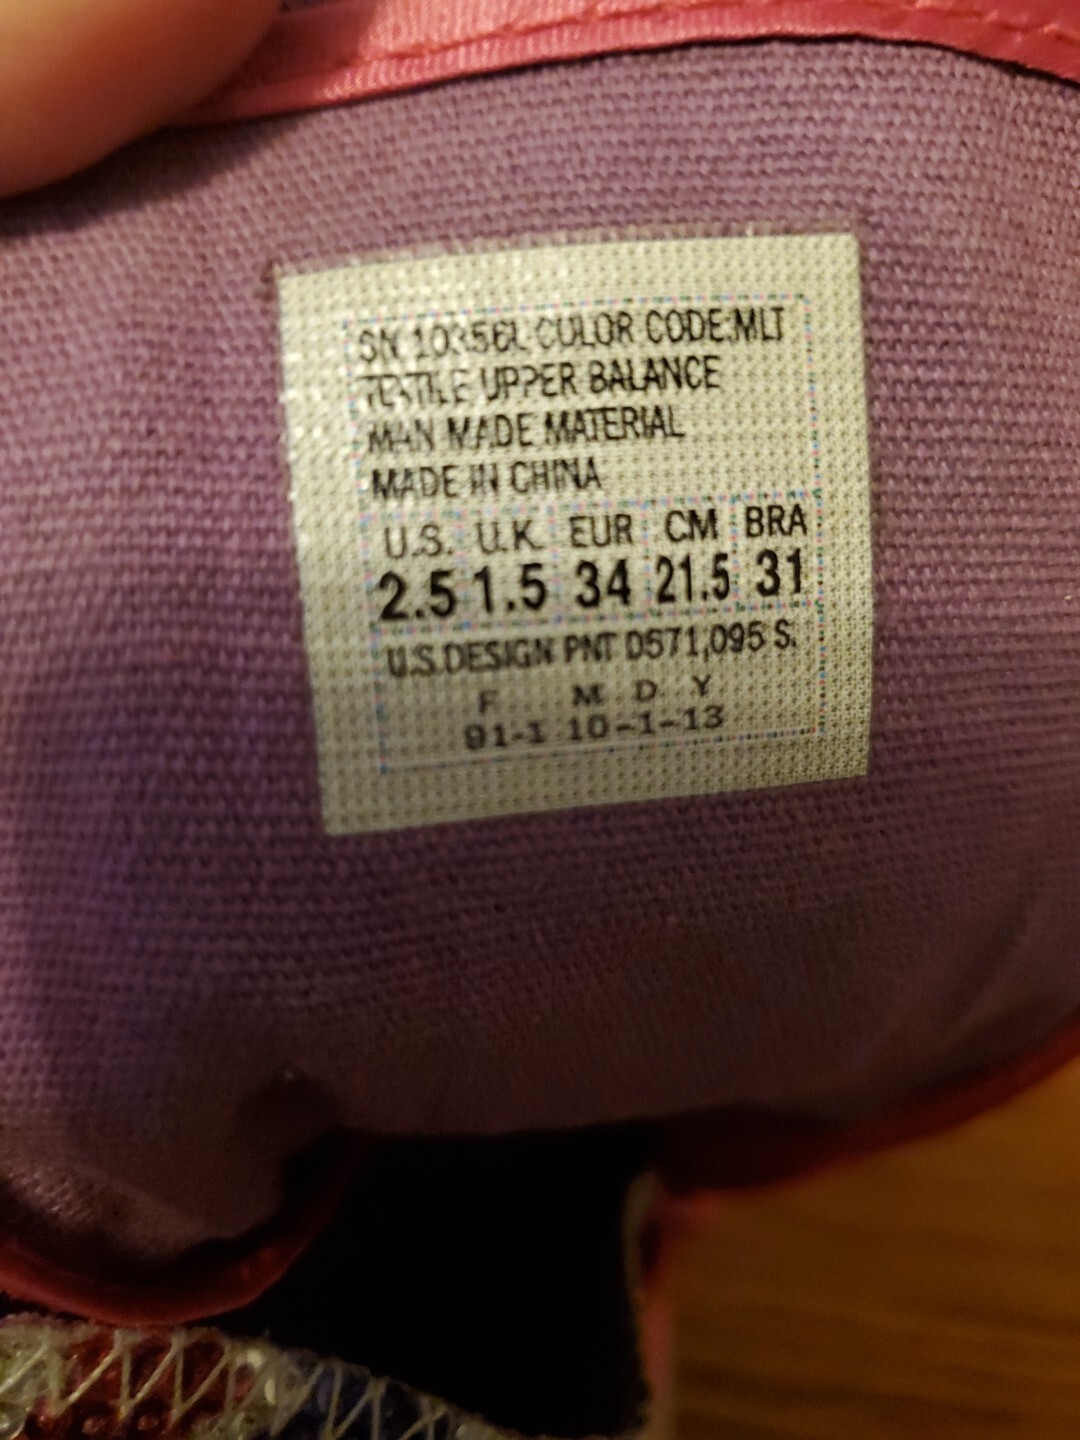 SN 10356L COLOR CODE:MLT
TEXTILE UPPER BALANCE
MAN MADE MATERIAL
MADE IN CHINA
U.S. U.K. EUR CM BRA
2.5 1.5 34 21.5 31
U.S.DESIGN PNT D571,095 S.
F M D Y
91-1 10-1-13